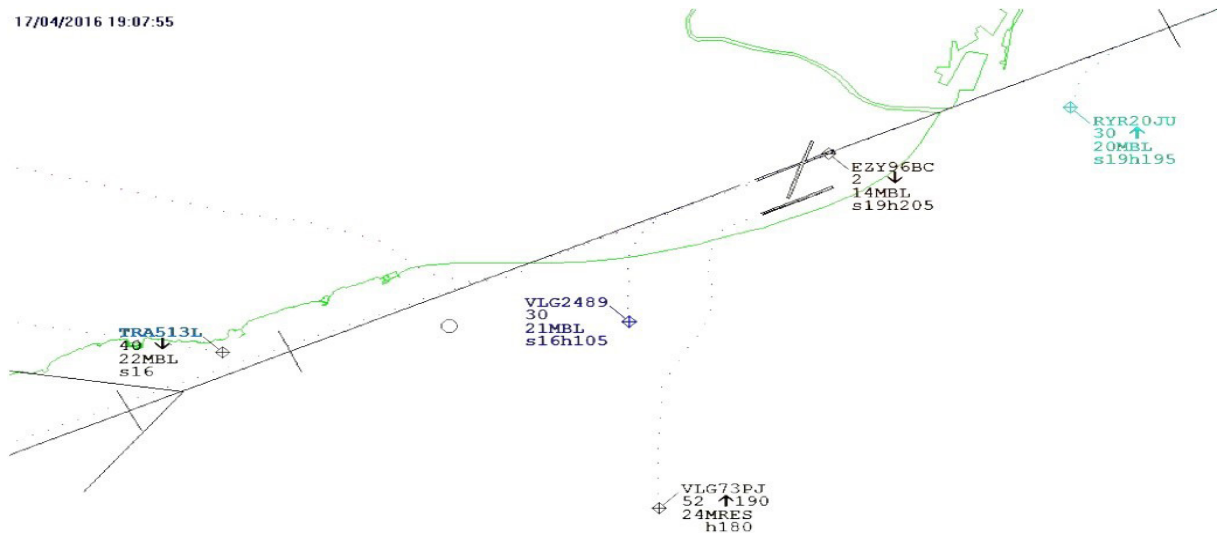 17/04/2016 19:07:55
RYR20JU
30 ↑
20MBL
s19h195
EZY96BC
2 ↓
14MBL
s19h205
VLG2489
30
21MBL
s16h105
TRA513L
40 ↓
22MBL
s16
VLG73PJ
52 ↑190
24MRES
h180